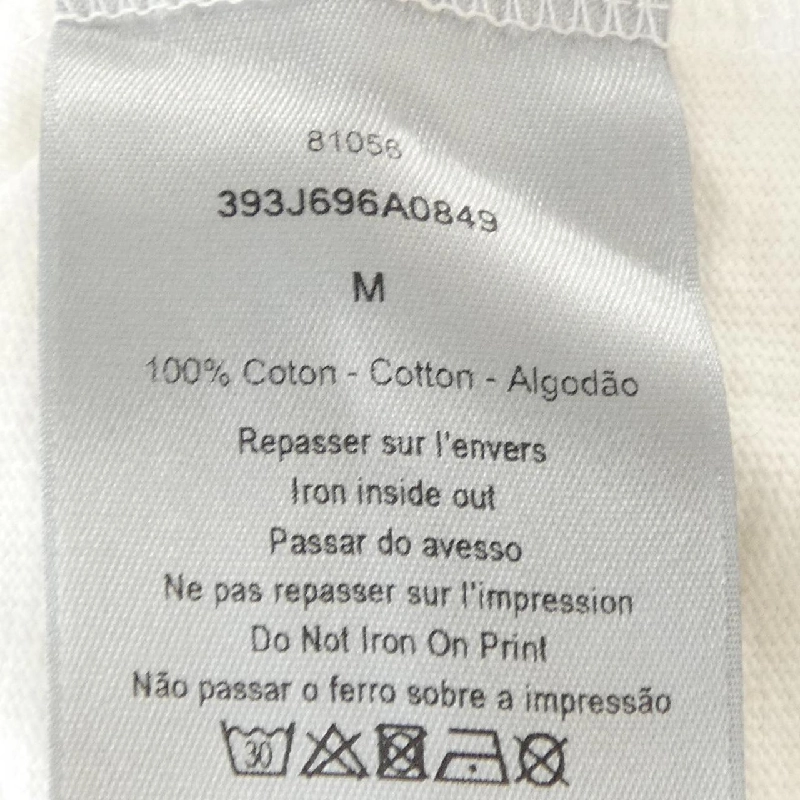 81056
393J696A0849
M
100% Coton - Cotton - Algodão
Repasser sur l'envers
Iron inside out
Passar do avesso
Ne pas repasser sur l'impression
Do Not Iron On Print
Não passar o ferro sobre a impressão
30